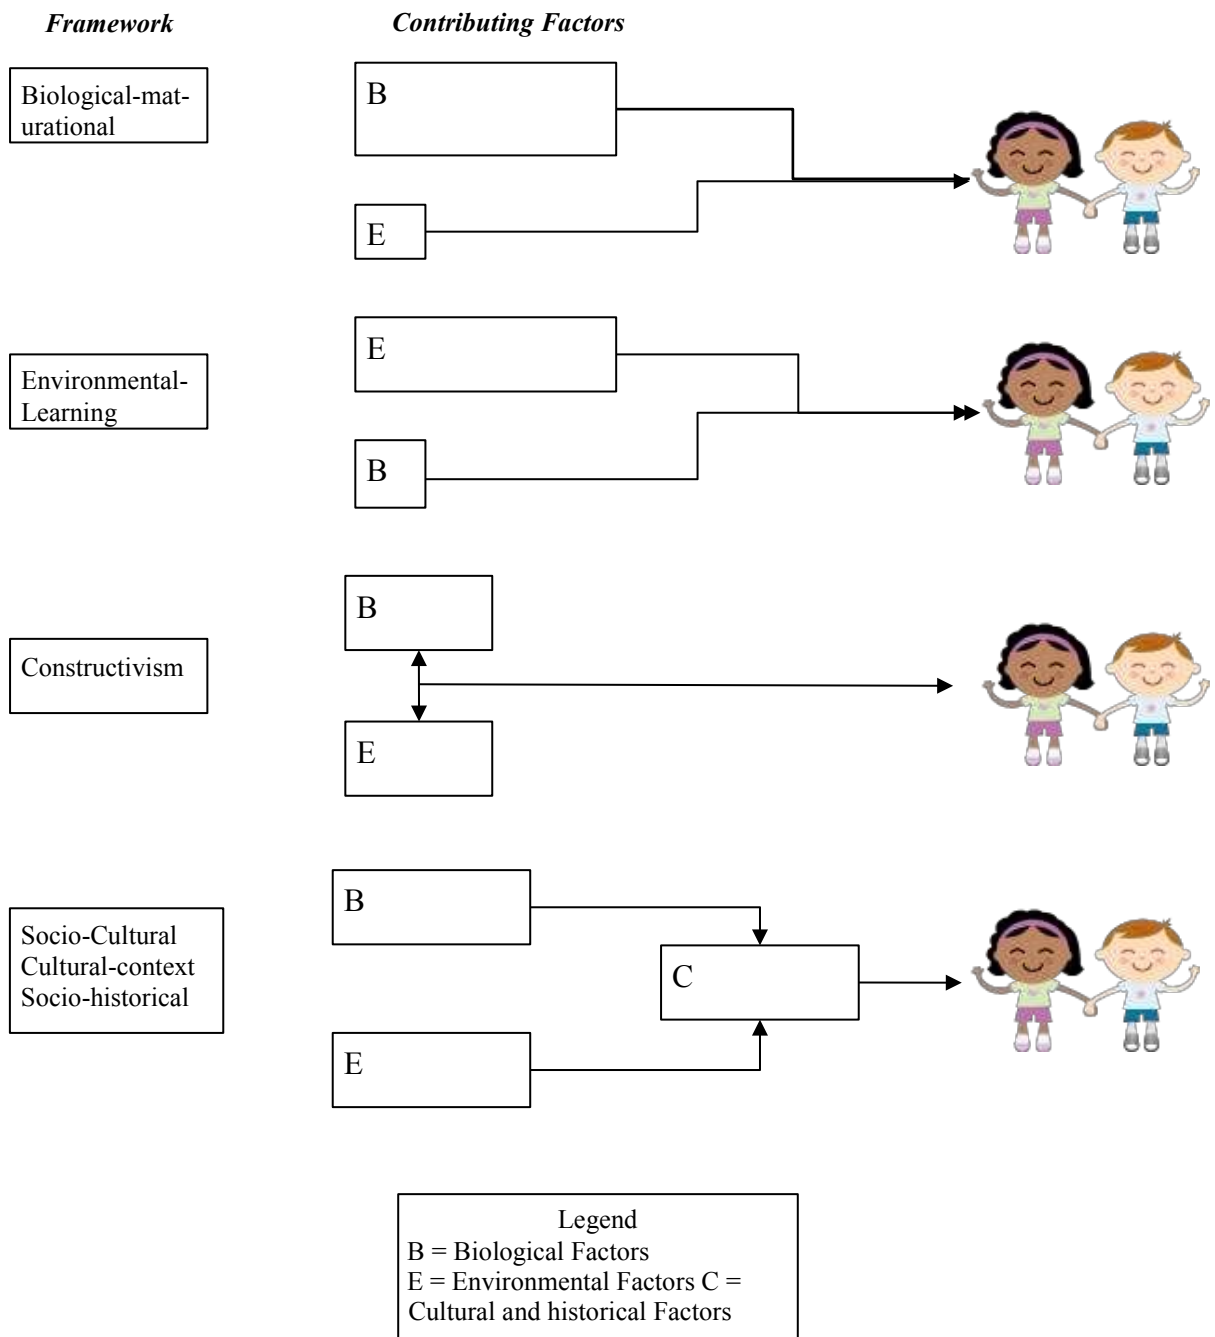 Framework
Contributing Factors
Biological-mat-
urational
B
E
Environmental-
Learning
E
B
Constructivism
B
E
Socio-Cultural
Cultural-context
Socio-historical
B
C
E
Legend
B = Biological Factors
E = Environmental Factors C =
Cultural and historical Factors